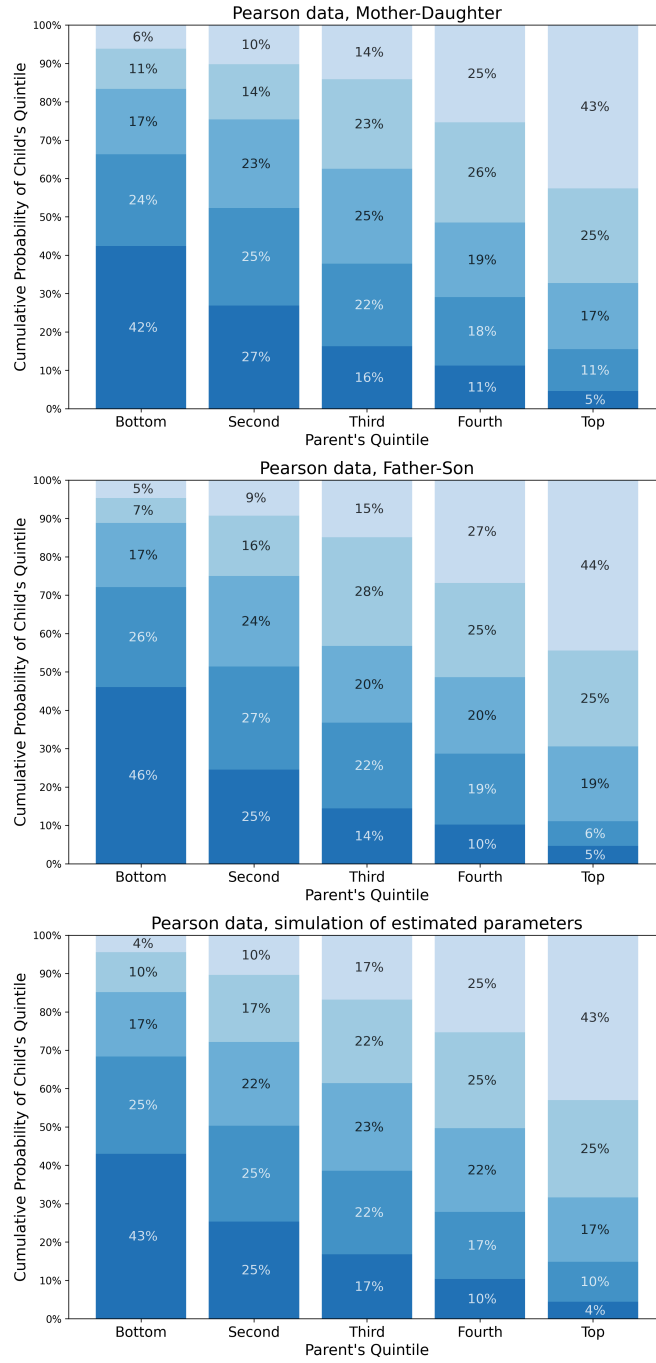 Pearson data, Mother-Daughter
Cumulative Probability of Child's Quintile
100%
90%
80%
70%
60%
50%
40%
30%
20%
10%
0%
6% 10% 14% 25% 43%
11% 14% 23% 26% 25%
17% 23% 25% 19% 17%
24% 25% 22% 18% 11%
42% 27% 16% 11% 5%
Bottom Second Third Fourth Top
Parent's Quintile
Pearson data, Father-Son
Cumulative Probability of Child's Quintile
100%
90%
80%
70%
60%
50%
40%
30%
20%
10%
0%
5% 9% 15% 27% 44%
7% 16% 28% 25% 25%
17% 24% 20% 20% 19%
26% 27% 22% 19% 6%
46% 25% 14% 10% 5%
Bottom Second Third Fourth Top
Parent's Quintile
Pearson data, simulation of estimated parameters
Cumulative Probability of Child's Quintile
100%
90%
80%
70%
60%
50%
40%
30%
20%
10%
0%
4% 10% 17% 25% 43%
10% 17% 22% 25% 25%
17% 22% 23% 22% 17%
25% 25% 22% 17% 10%
43% 25% 17% 10% 4%
Bottom Second Third Fourth Top
Parent's Quintile